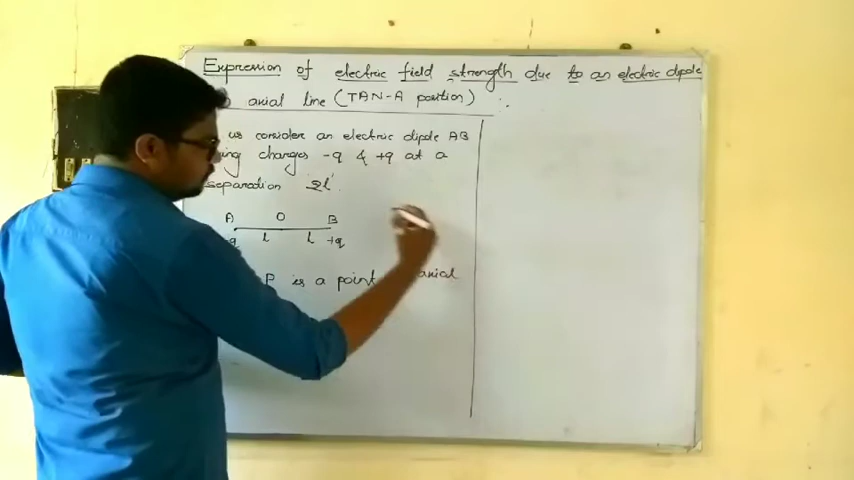 Expression of electric field strength due to an electric dipole
axial line (TAN-A position) :.
us consider an electric dipole AB
charges -q & +q at a
separation 2l'.
A O B
q l l +q
P is a point axial